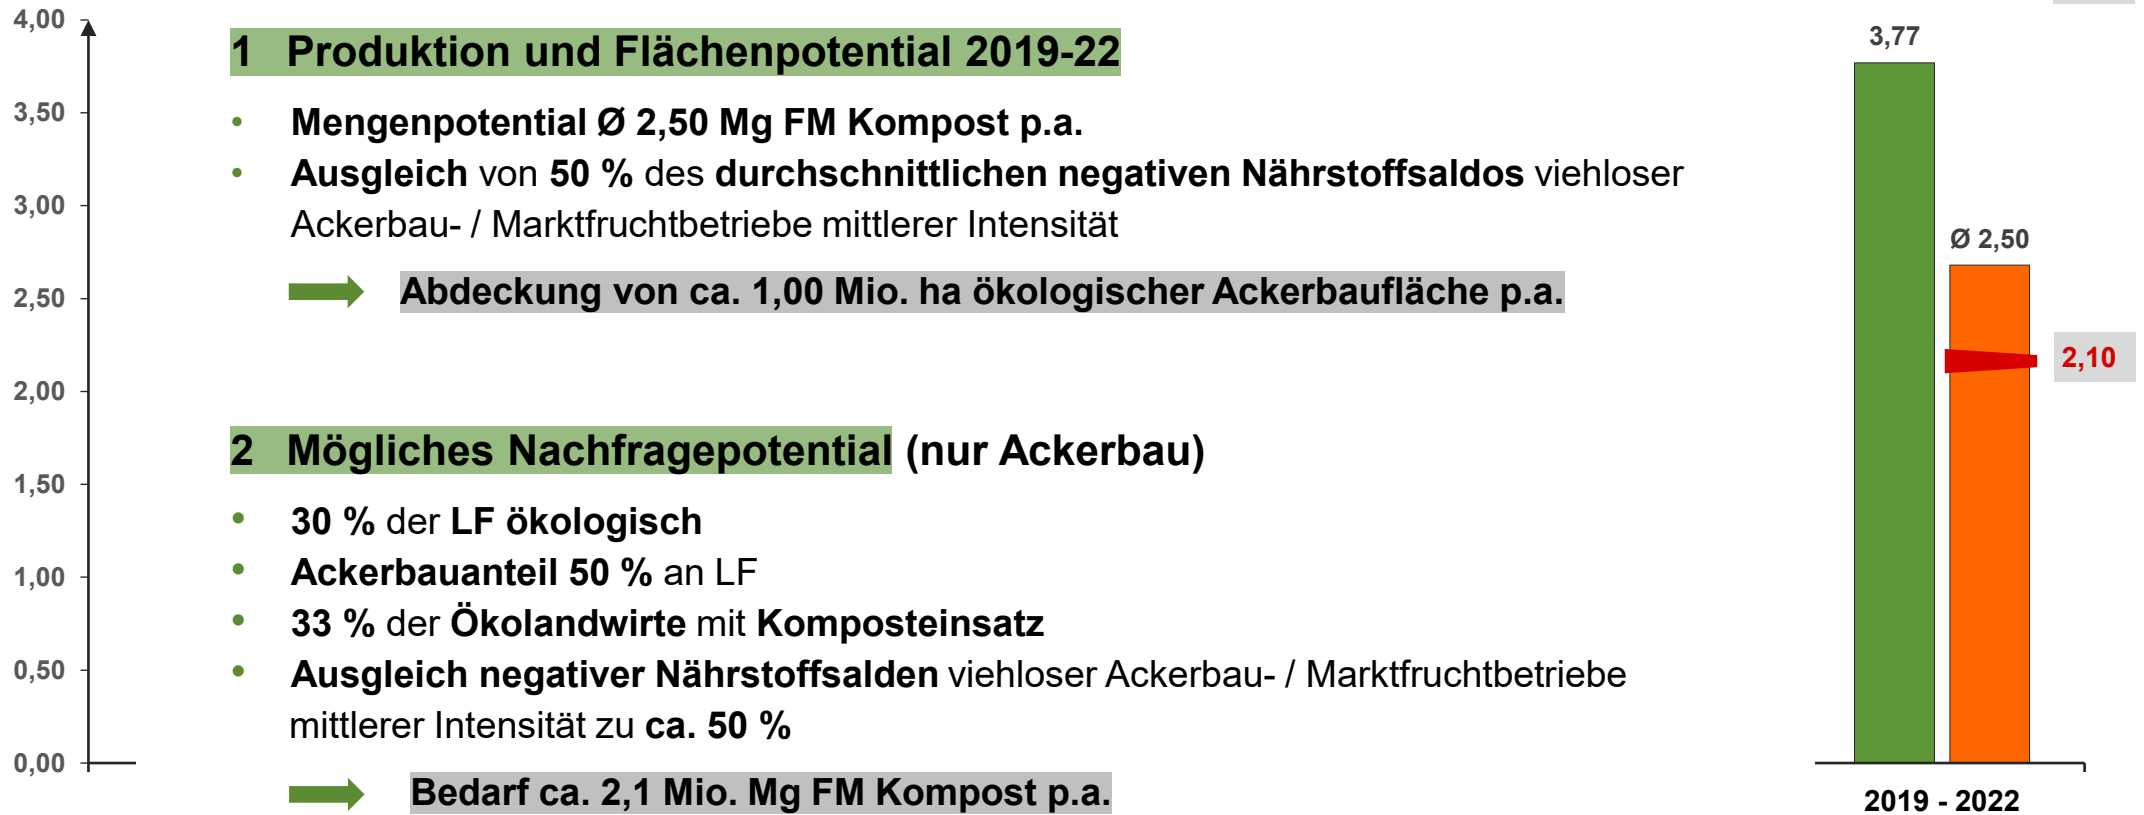 4,00
3,50
3,00
2,50
2,00
1,50
1,00
0,50
0,00
1 Produktion und Flächenpotential 2019-22
• Mengenpotential Ø 2,50 Mg FM Kompost p.a.
• Ausgleich von 50 % des durchschnittlichen negativen Nährstoffsaldos viehloser
Ackerbau- / Marktfruchtbetriebe mittlerer Intensität
Abdeckung von ca. 1,00 Mio. ha ökologischer Ackerbaufläche p.a.
2 Mögliches Nachfragepotential (nur Ackerbau)
• 30 % der LF ökologisch
• Ackerbauanteil 50 % an LF
• 33 % der Ökolandwirte mit Komposteinsatz
• Ausgleich negativer Nährstoffsalden viehloser Ackerbau- / Marktfruchtbetriebe
mittlerer Intensität zu ca. 50 %
Bedarf ca. 2,1 Mio. Mg FM Kompost p.a.
3,77
Ø 2,50
2,10
2019 - 2022